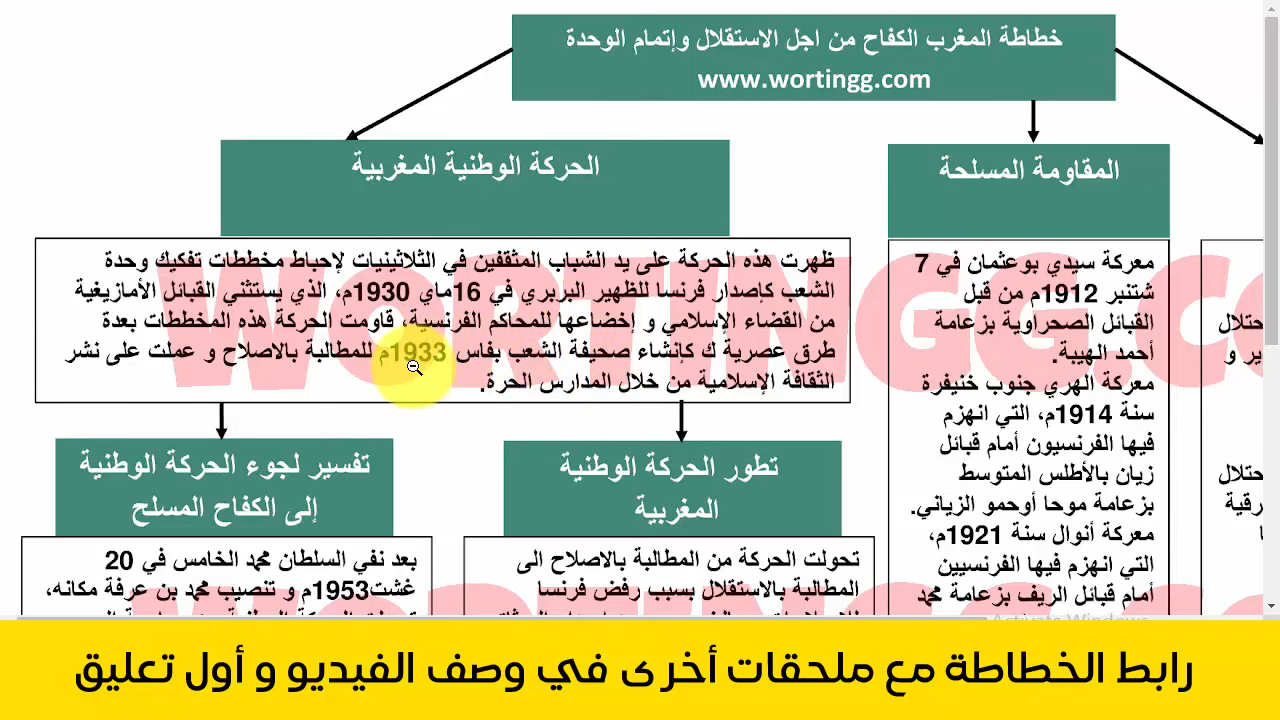 خطاطة المغرب الكفاح من اجل الاستقلال وإتمام الوحدة
www.wortingg.com
المقاومة المسلحة
معركة سيدي بوعثمان في 7
شتنبر 1912م من قبل
القبائل الصحراوية بزعامة
أحمد الهيبة.
معركة الهري جنوب خنيفرة
سنة 1914م، التي انهزم
فيها الفرنسيون أمام قبائل
زيان بالأطلس المتوسط
بزعامة موحا أوحمو الزياني.
معركة أنوال سنة 1921م،
التي انهزم فيها الفرنسيين
أمام قبائل الريف بزعامة محمد
الحركة الوطنية المغربية
ظهرت هذه الحركة على يد الشباب المثقفين في الثلاثينيات لإحباط مخططات تفكيك وحدة
الشعب كإصدار فرنسا للظهير البربري في 16ماي 1930م، الذي يستثني القبائل الأمازيغية
من القضاء الإسلامي و إخضاعها للمحاكم الفرنسية، قاومت الحركة هذه المخططات بعدة
طرق عصرية ك كإنشاء صحيفة الشعب بفاس 1933م للمطالبة بالاصلاح و عملت على نشر
الثقافة الإسلامية من خلال المدارس الحرة.
تطور الحركة الوطنية
المغربية
تحولت الحركة من المطالبة بالاصلاح الى
المطالبة بالاستقلال بسبب رفض فرنسا
تفسير لجوء الحركة الوطنية
إلى الكفاح المسلح
بعد نفي السلطان محمد الخامس في 20
غشت1953م و تنصيب محمد بن عرفة مكانه،
WORTINGG.COM
رابط الخطاطة مع ملحقات أخرى في وصف الفيديو و أول تعليق